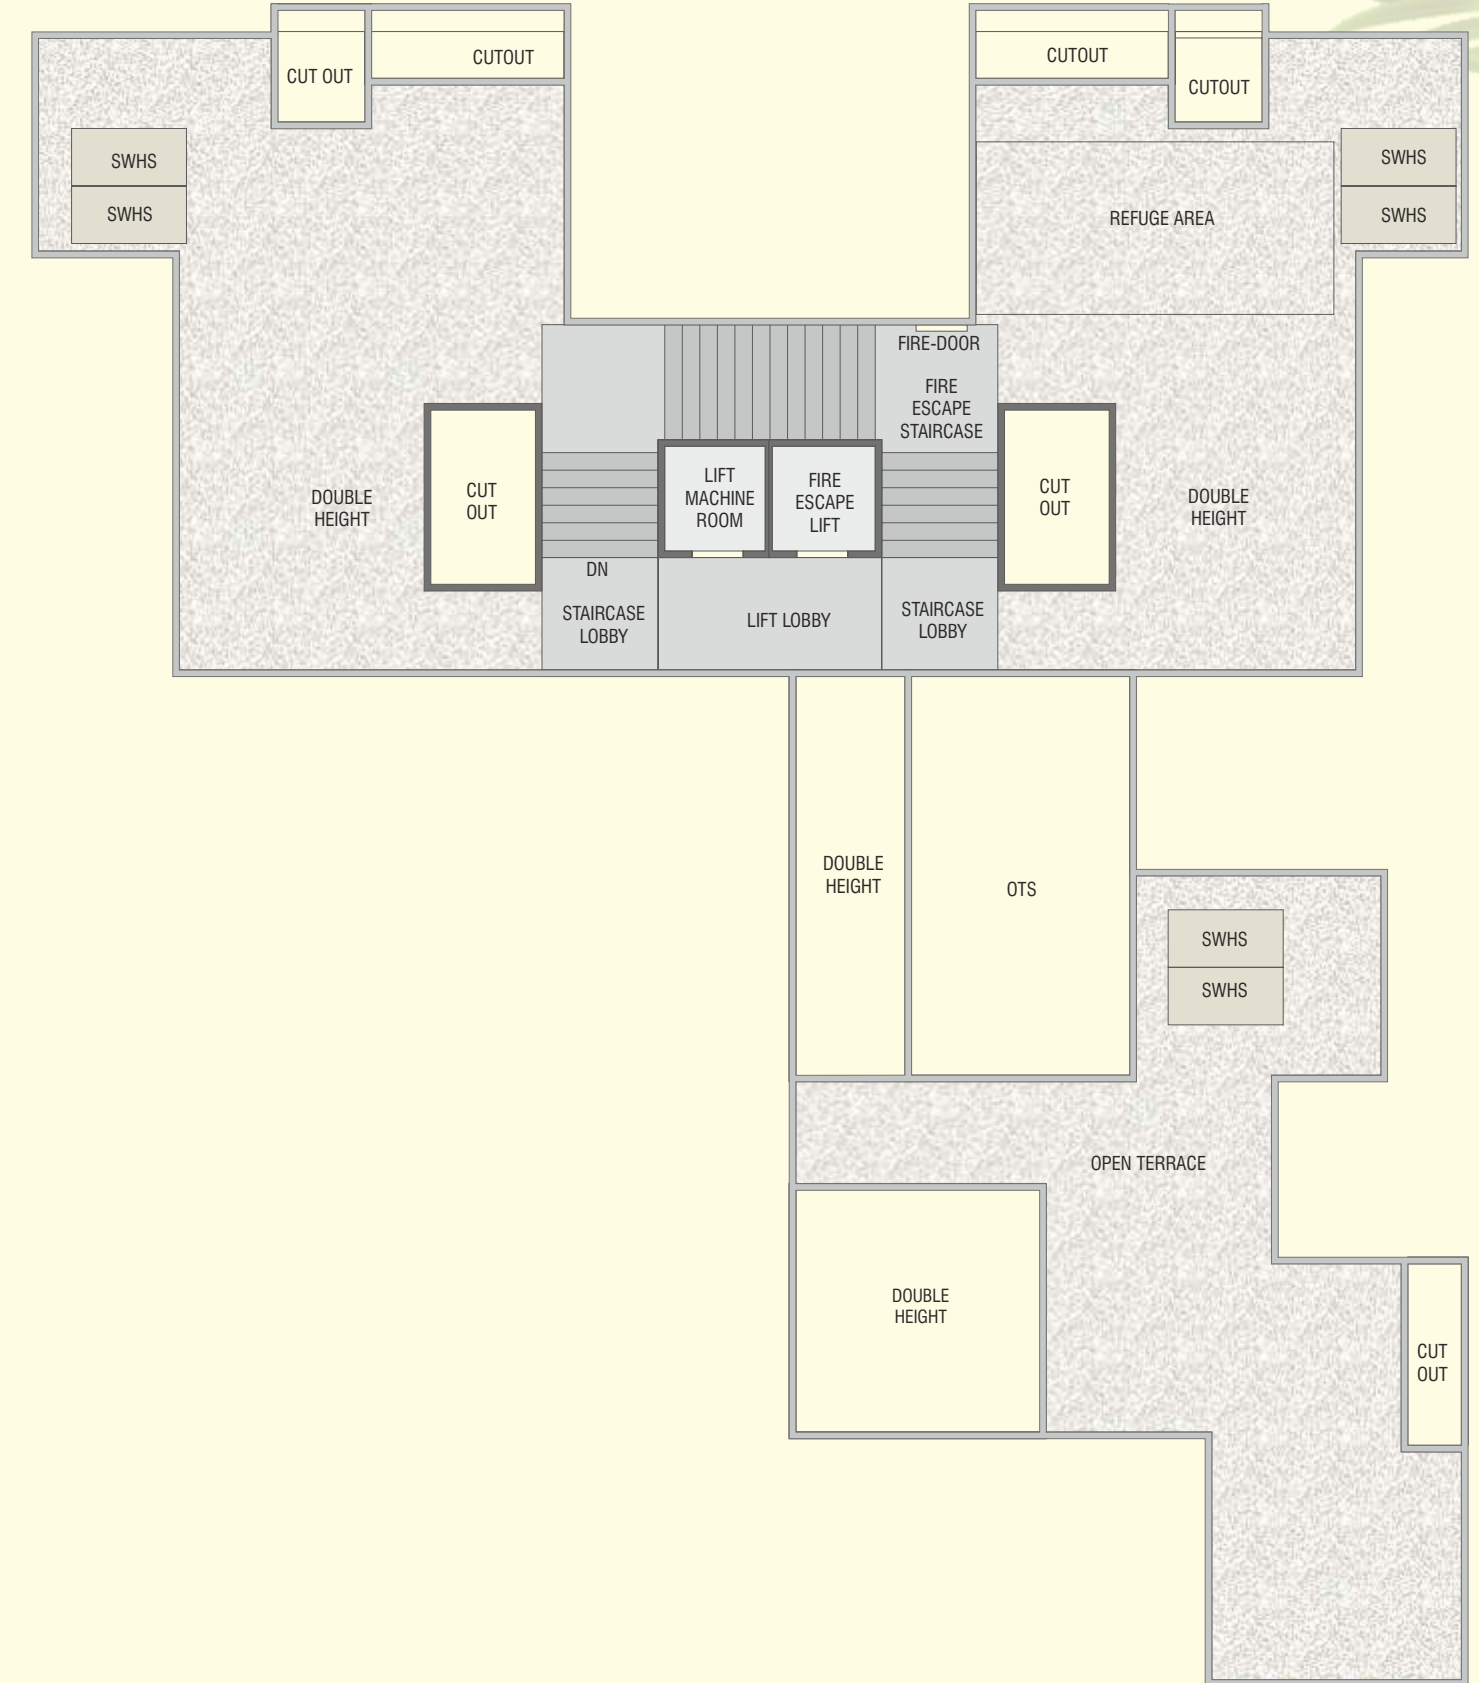 CUT OUT
CUTOUT
CUTOUT
CUTOUT
SWHS
SWHS
SWHS
SWHS
REFUGE AREA
FIRE-DOOR
FIRE
ESCAPE
STAIRCASE
DOUBLE
HEIGHT
CUT
OUT
LIFT
MACHINE
ROOM
FIRE
ESCAPE
LIFT
CUT
OUT
DOUBLE
HEIGHT
DN
STAIRCASE
LOBBY
LIFT LOBBY
STAIRCASE
LOBBY
DOUBLE
HEIGHT
OTS
SWHS
SWHS
OPEN TERRACE
DOUBLE
HEIGHT
CUT
OUT